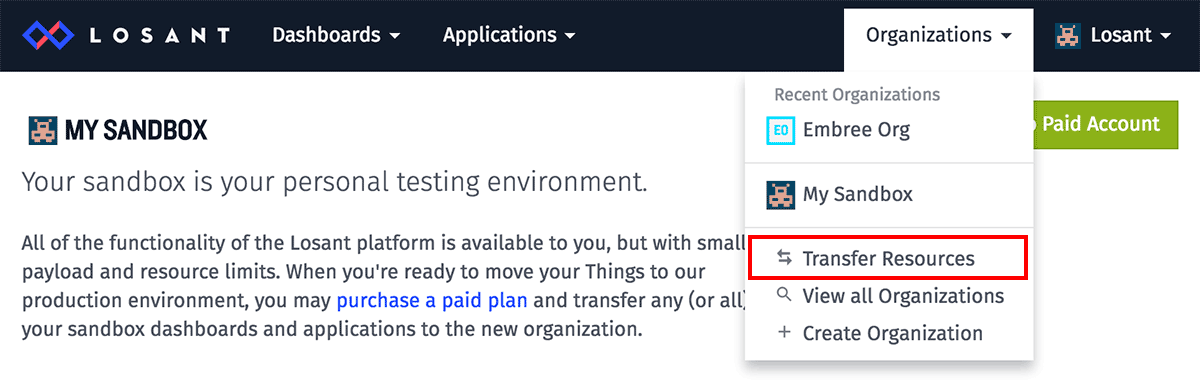 LOSANT Dashboards Applications Organizations Losant
Recent Organizations
EO Embree Org
Paid Account
MY SANDBOX
Your sandbox is your personal testing environment.
My Sandbox
All of the functionality of the Losant platform is available to you, but with small
payload and resource limits. When you're ready to move your Things to our
production environment, you may purchase a paid plan and transfer any (or all)
your sandbox dashboards and applications to the new organization.
Transfer Resources
View all Organizations
Create Organization